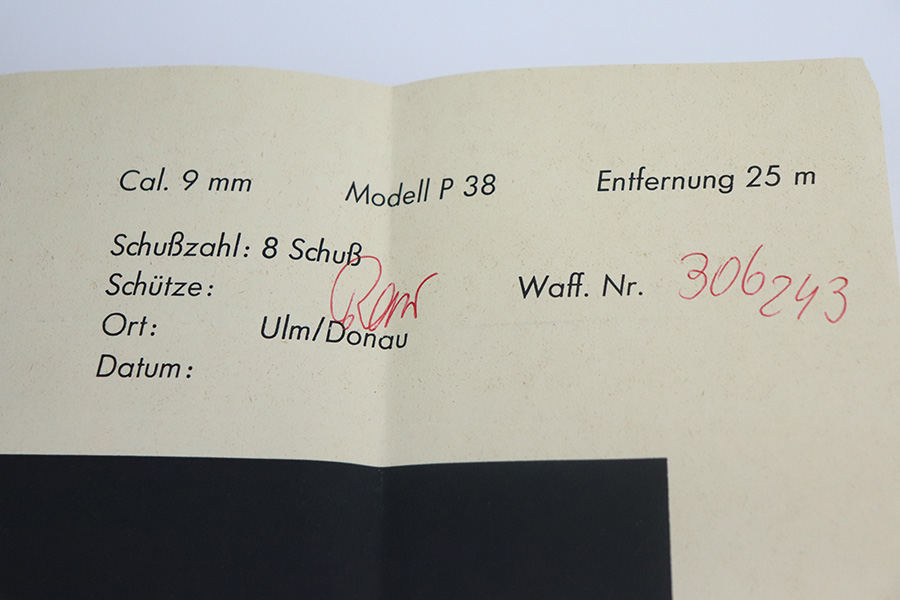 Cal. 9 mm Modell P 38 Entfernung 25 m
Schußzahl: 8 Schuß
Schütze: Waff. Nr. 306243
Ort: Ulm/Donau
Datum: